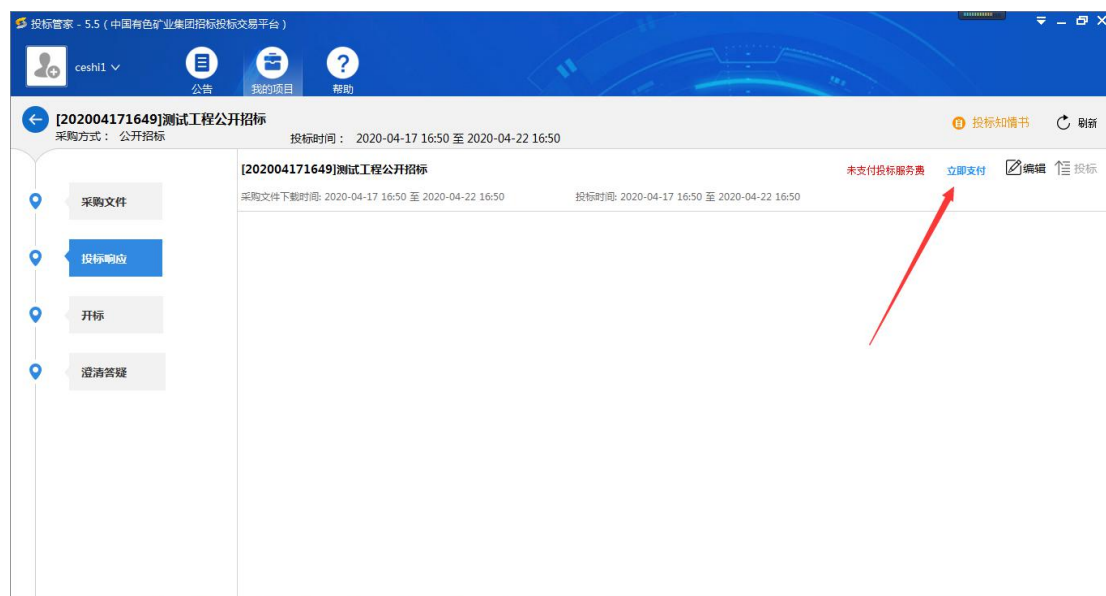 投标管家 - 5.5 ( 中国有色矿业集团招标投标交易平台 )
ceshi1
公告
我的项目
帮助
[202004171649]测试工程公开招标
采购方式： 公开招标
投标时间： 2020-04-17 16:50 至 2020-04-22 16:50
投标知情书
刷新
采购文件
投标响应
开标
澄清答疑
[202004171649]测试工程公开招标
未支付投标服务费
立即支付
编辑
投标
采购文件下载时间: 2020-04-17 16:50 至 2020-04-22 16:50
投标时间: 2020-04-17 16:50 至 2020-04-22 16:50